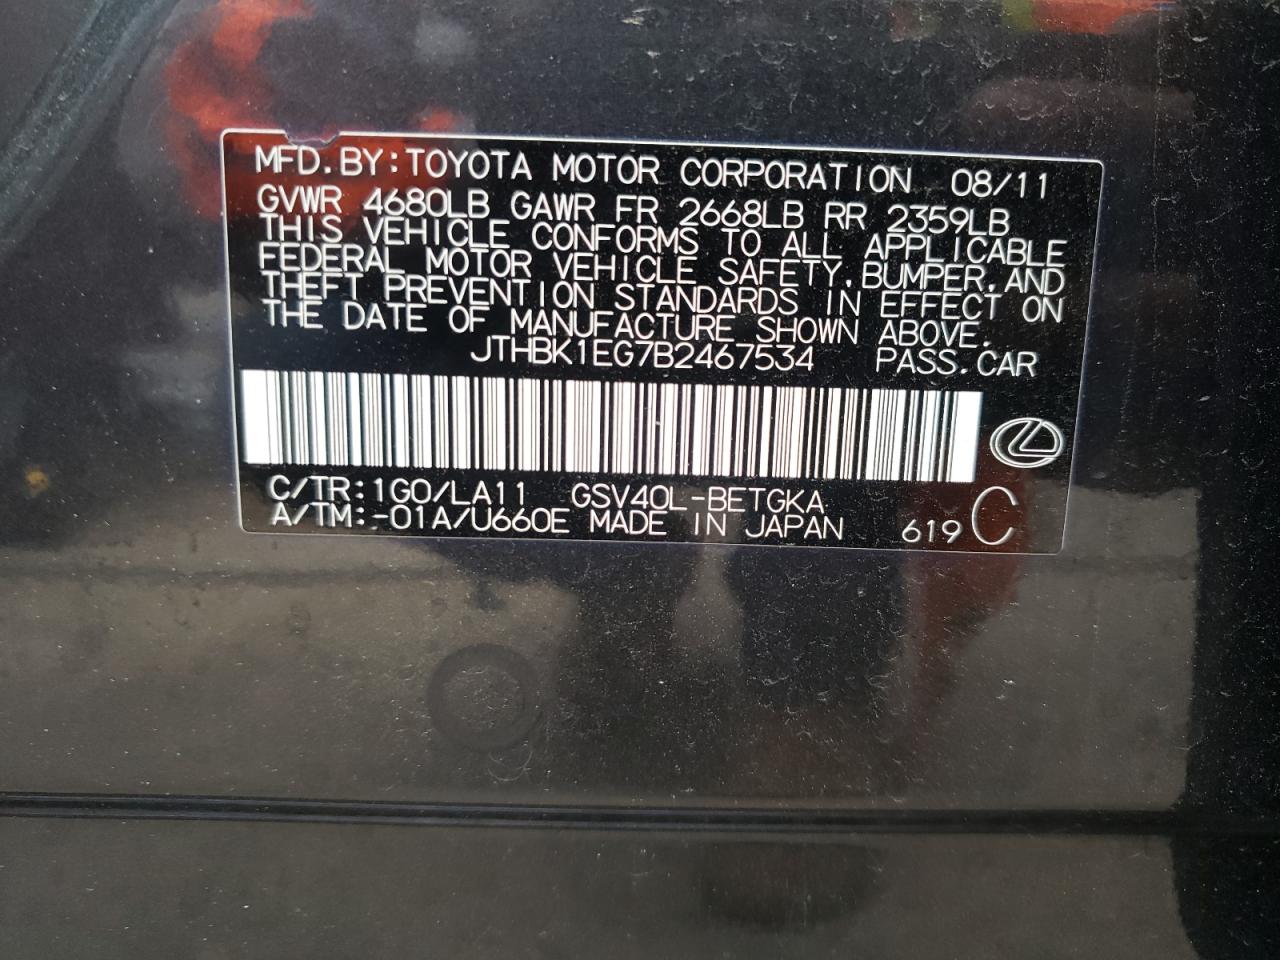 MFD.BY:TOYOTA MOTOR CORPORATION 08/11
GVWR 4680LB GAWR FR 2668LB RR 2359LB
THIS VEHICLE CONFORMS TO ALL APPLICABLE
FEDERAL MOTOR VEHICLE SAFETY,BUMPER,AND
THEFT PREVENTION STANDARDS IN EFFECT ON
THE DATE OF MANUFACTURE SHOWN ABOVE.
JTHBK1EG7B2467534 PASS.CAR
C/TR:1G0/LA11 GSV40L-BETGKA
A/TM:-01A/U660E MADE IN JAPAN 619 C